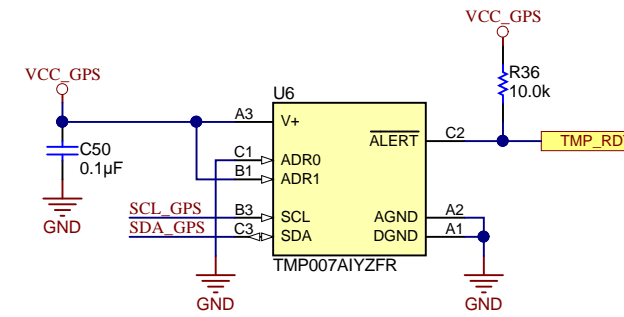 VCC_GPS
R36
10.0k
VCC_GPS
C50
0.1µF
U6
A3
V+
ALERT
C2
TMP_RD
C1
ADR0
B1
ADR1
SCL_GPS
B3
SCL
AGND
A2
SDA_GPS
C3
SDA
DGND
A1
GND
TMP007AIYZFR
GND
GND